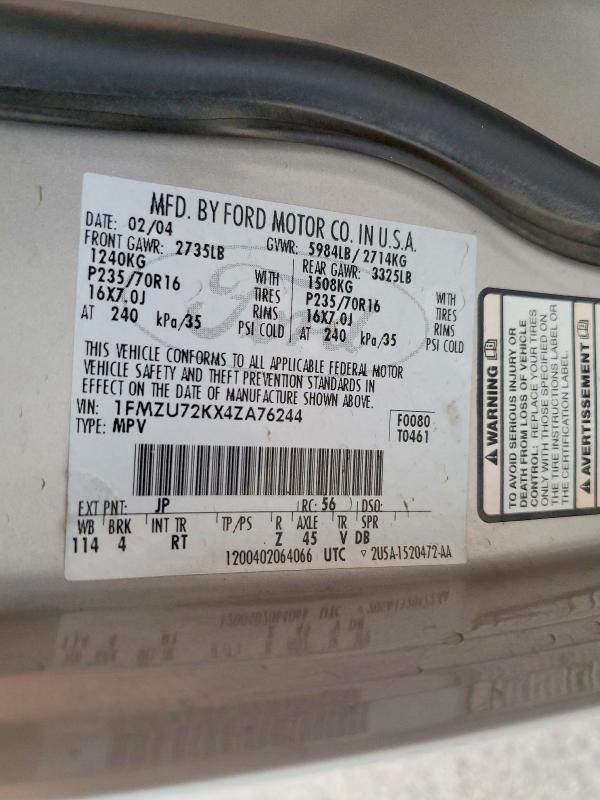 MFD. BY FORD MOTOR CO. IN U.S.A.
DATE: 02/04 GVWR: 5984LB/ 2714KG
FRONT GAWR: 2735LB REAR GAWR: 3325LB
1240KG WITH 1508KG WITH
P235/70R16 TIRES P235/70R16 TIRES
16X7.0J RIMS 16X7.0J RIMS
AT 240 kPa/35 PSI COLD AT 240 kPa/35 PSI COLD
Ford
THIS VEHICLE CONFORMS TO ALL APPLICABLE FEDERAL MOTOR
VEHICLE SAFETY AND THEFT PREVENTION STANDARDS IN
EFFECT ON THE DATE OF MANUFACTURE SHOWN ABOVE.
VIN: 1FMZU72KX4ZA76244 F0080
TYPE: MPV T0461
EXT PNT: JP RC: 56 DSO:
WB BRK INT TR TP/PS R AXLE TR SPR
114 4 RT Z 45 V DB
1200402064066 UTC ▽ 2U5A-1520472-AA
WARNING
TO AVOID SERIOUS INJURY OR
DEATH FROM LOSS OF VEHICLE
CONTROL: REPLACE YOUR TIRES
ONLY WITH THOSE SPECIFIED ON
THE TIRE INSTRUCTIONS LABEL OR
THE CERTIFICATION LABEL.
AVERTISSEMENT